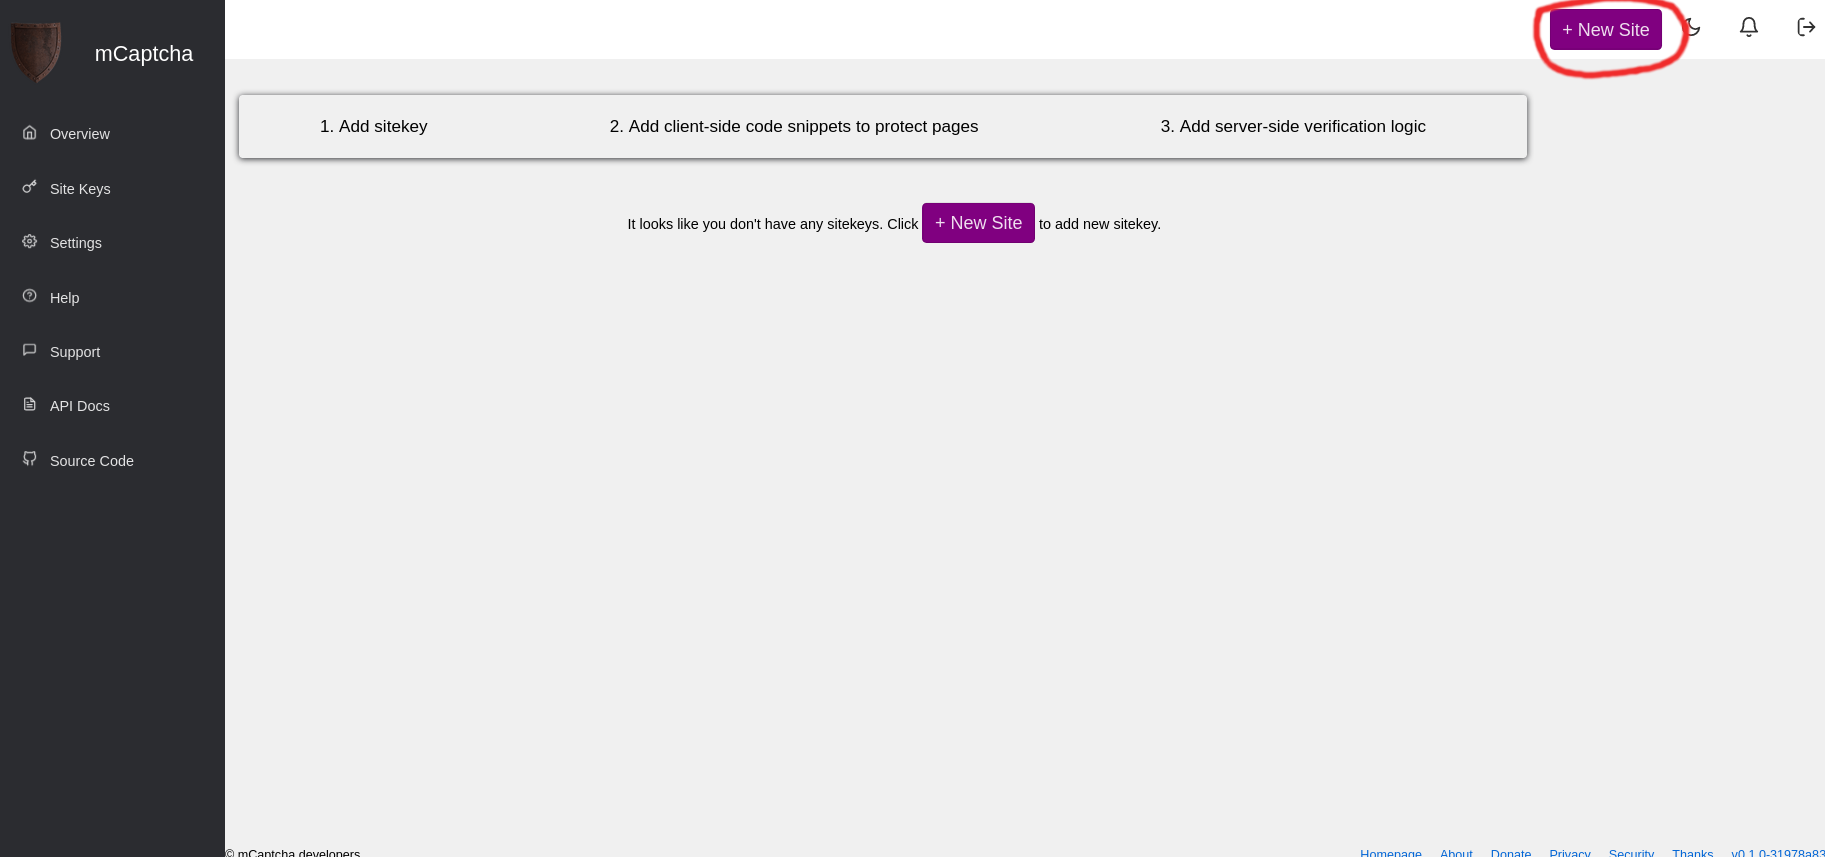 mCaptcha
+ New Site
Overview
Site Keys
Settings
Help
Support
API Docs
Source Code
1. Add sitekey
2. Add client-side code snippets to protect pages
3. Add server-side verification logic
It looks like you don't have any sitekeys. Click + New Site to add new sitekey.
© mCaptcha developers
Homepage About Donate Privacy Security Thanks v0.1.0-31978a83